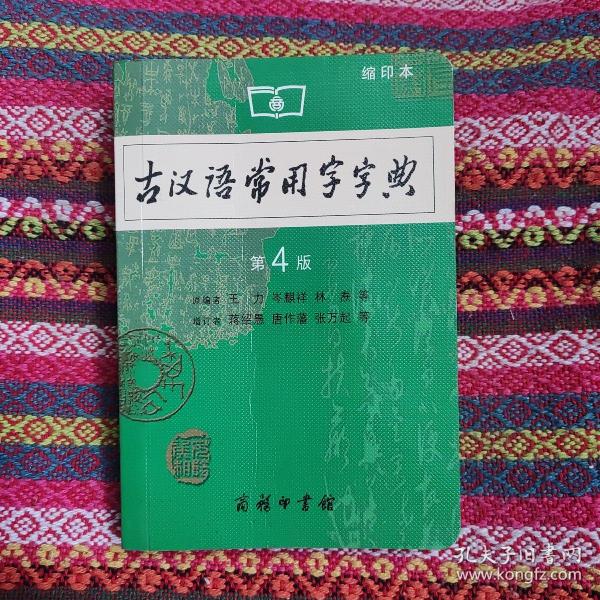 缩印本
古汉语常用字字典
第4版
原编者 王 力 岑麒祥 林 焘 等
增订者 蒋绍愚 唐作藩 张万起 等
商务印书馆
孔夫子旧书网
www.kongfz.com